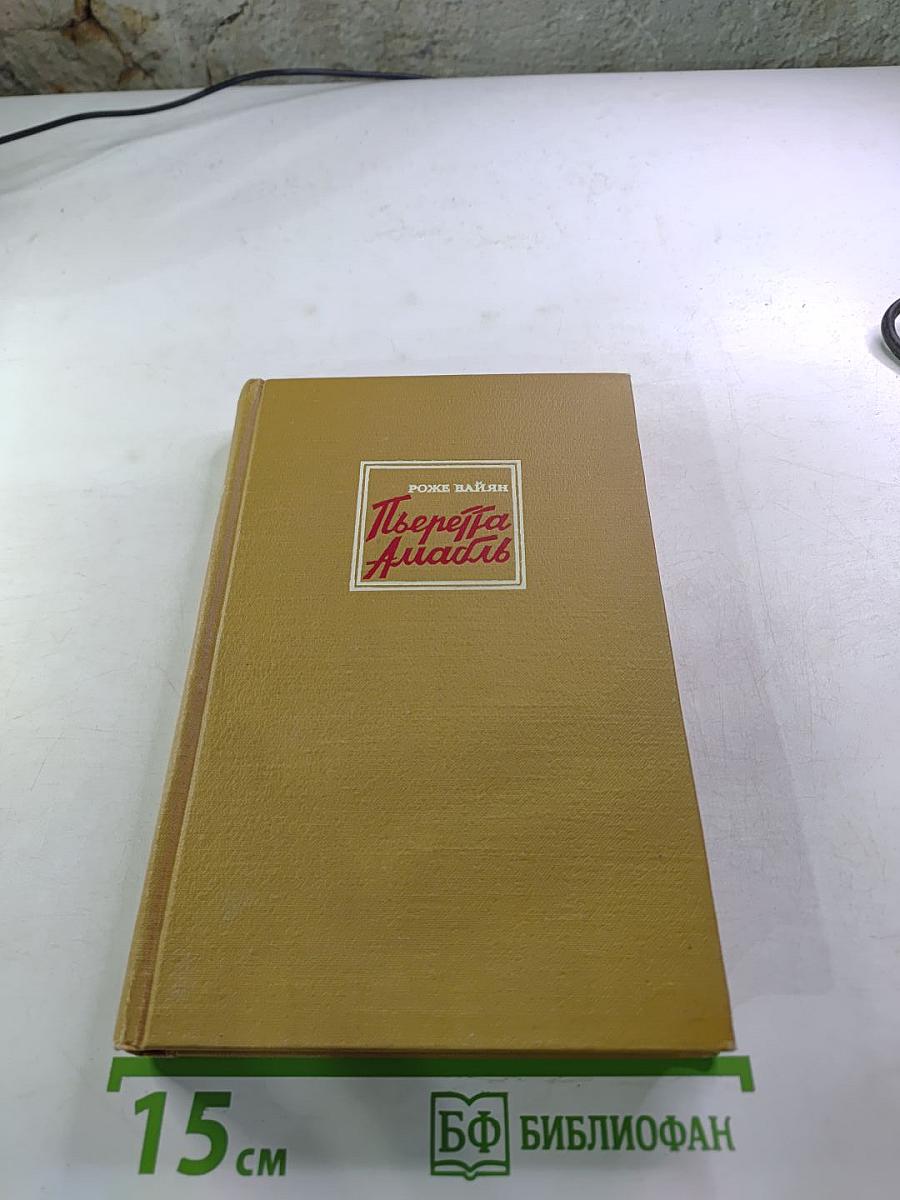 РОЖЕ ВАЙЯН
Пьеретта
Амабль
15 см
БФ БИБЛИОФАН